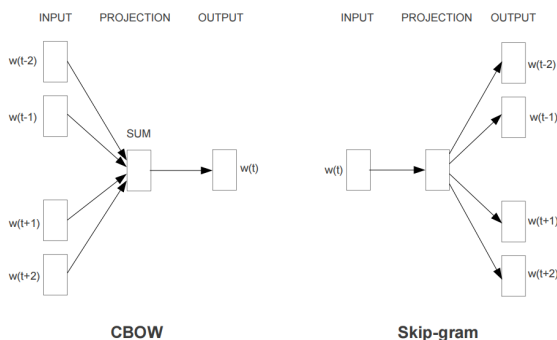 INPUT PROJECTION OUTPUT
w(t-2)
w(t-1)
SUM
w(t)
w(t+1)
w(t+2)
CBOW
INPUT PROJECTION OUTPUT
w(t-2)
w(t-1)
w(t)
w(t+1)
w(t+2)
Skip-gram